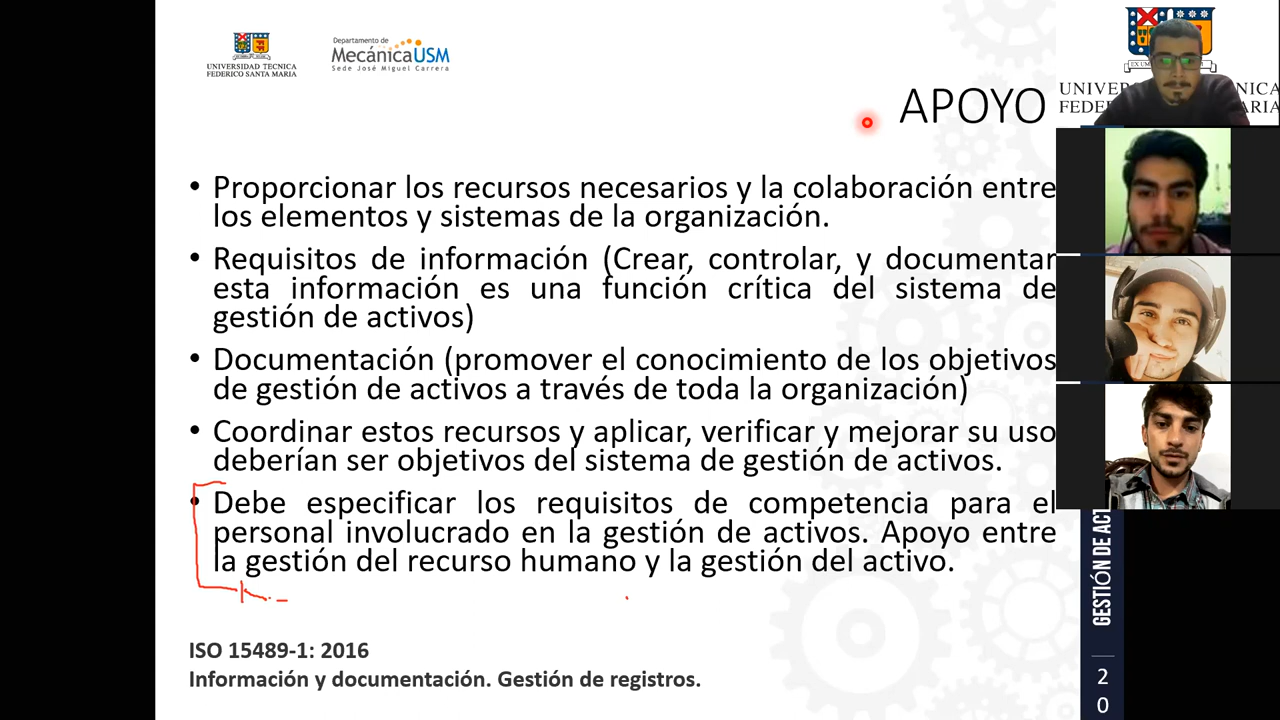 UNIVERSIDAD TECNICA
FEDERICO SANTA MARIA
Departamento de
MecánicaUSM
Sede José Miguel Carrera
APOYO
• Proporcionar los recursos necesarios y la colaboración entre
los elementos y sistemas de la organización.
• Requisitos de información (Crear, controlar, y documentar
esta información es una función crítica del sistema de
gestión de activos)
• Documentación (promover el conocimiento de los objetivos
de gestión de activos a través de toda la organización)
• Coordinar estos recursos y aplicar, verificar y mejorar su uso
deberían ser objetivos del sistema de gestión de activos.
• Debe especificar los requisitos de competencia para el
personal involucrado en la gestión de activos. Apoyo entre
la gestión del recurso humano y la gestión del activo.
ISO 15489-1: 2016
Información y documentación. Gestión de registros.
GESTIÓN DE ACT
20